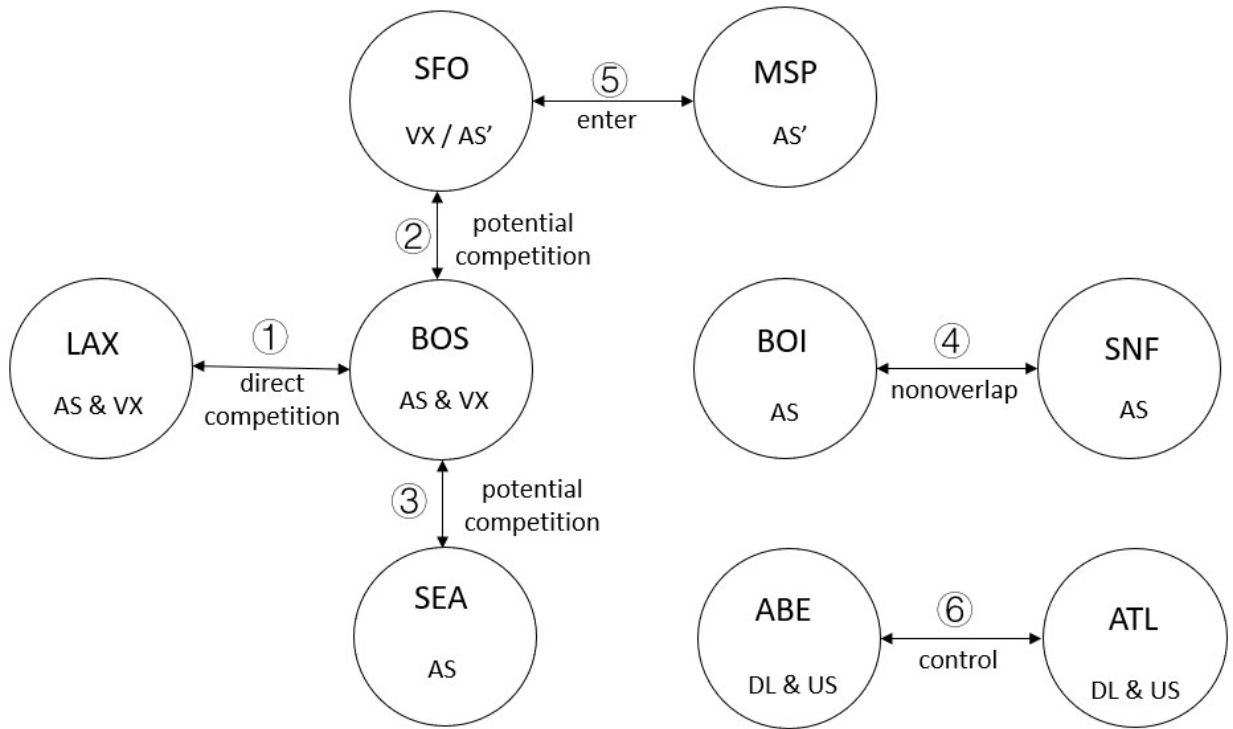 SFO
VX / AS’
⑤
enter
MSP
AS’
②
potential
competition
LAX
AS & VX
①
direct
competition
BOS
AS & VX
BOI
AS
④
nonoverlap
SNF
AS
③
potential
competition
SEA
AS
ABE
DL & US
⑥
control
ATL
DL & US